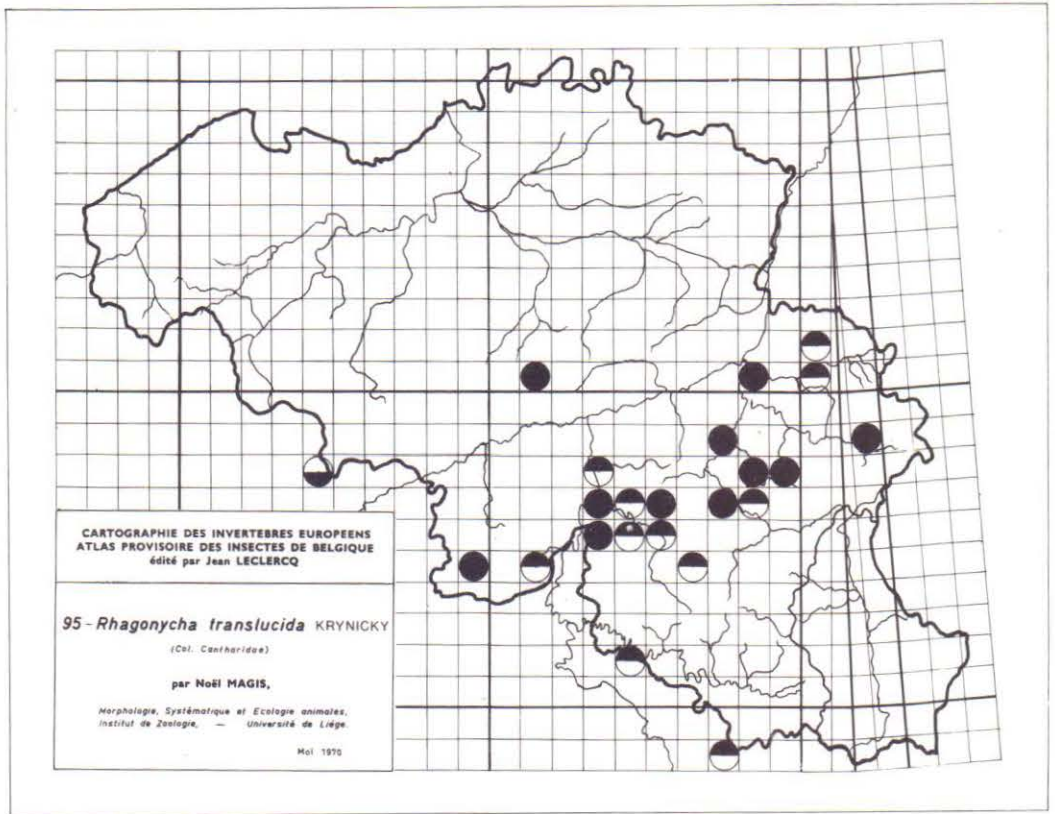 CARTOGRAPHIE DES INVERTEBRES EUROPEENS
ATLAS PROVISOIRE DES INSECTES DE BELGIQUE
édité par Jean LECLERCQ
95 - Rhagonycha translucida KRYNICKY
(Col. Cantharidae)
par Noël MAGIS,
Morphologie, Systématique et Ecologie animales,
Institut de Zoologie, — Université de Liége.
Mai 1970